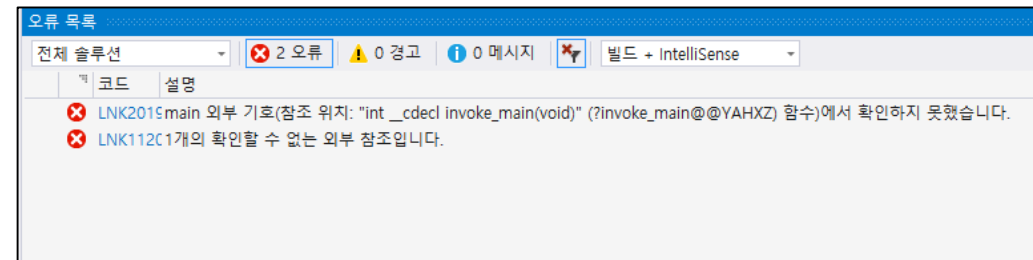 오류 목록
전체 솔루션 2 오류 0 경고 0 메시지 빌드 + IntelliSense
코드 설명
LNK2019 main 외부 기호(참조 위치: "int __cdecl invoke_main(void)" (?invoke_main@@YAHXZ) 함수)에서 확인하지 못했습니다.
LNK112 1개의 확인할 수 없는 외부 참조입니다.